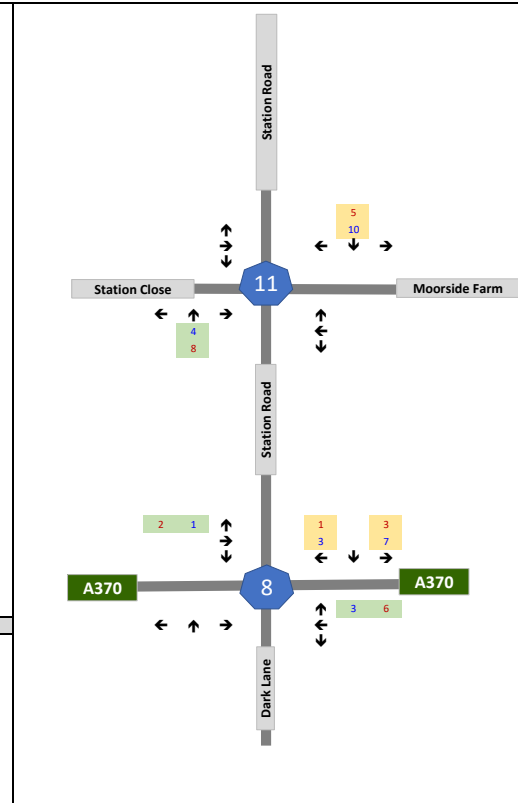 Station Road
5
10
11
Station Close
Moorside Farm
4
8
Station Road
2 1
1
3
3
7
A370
8
A370
3 6
Dark Lane